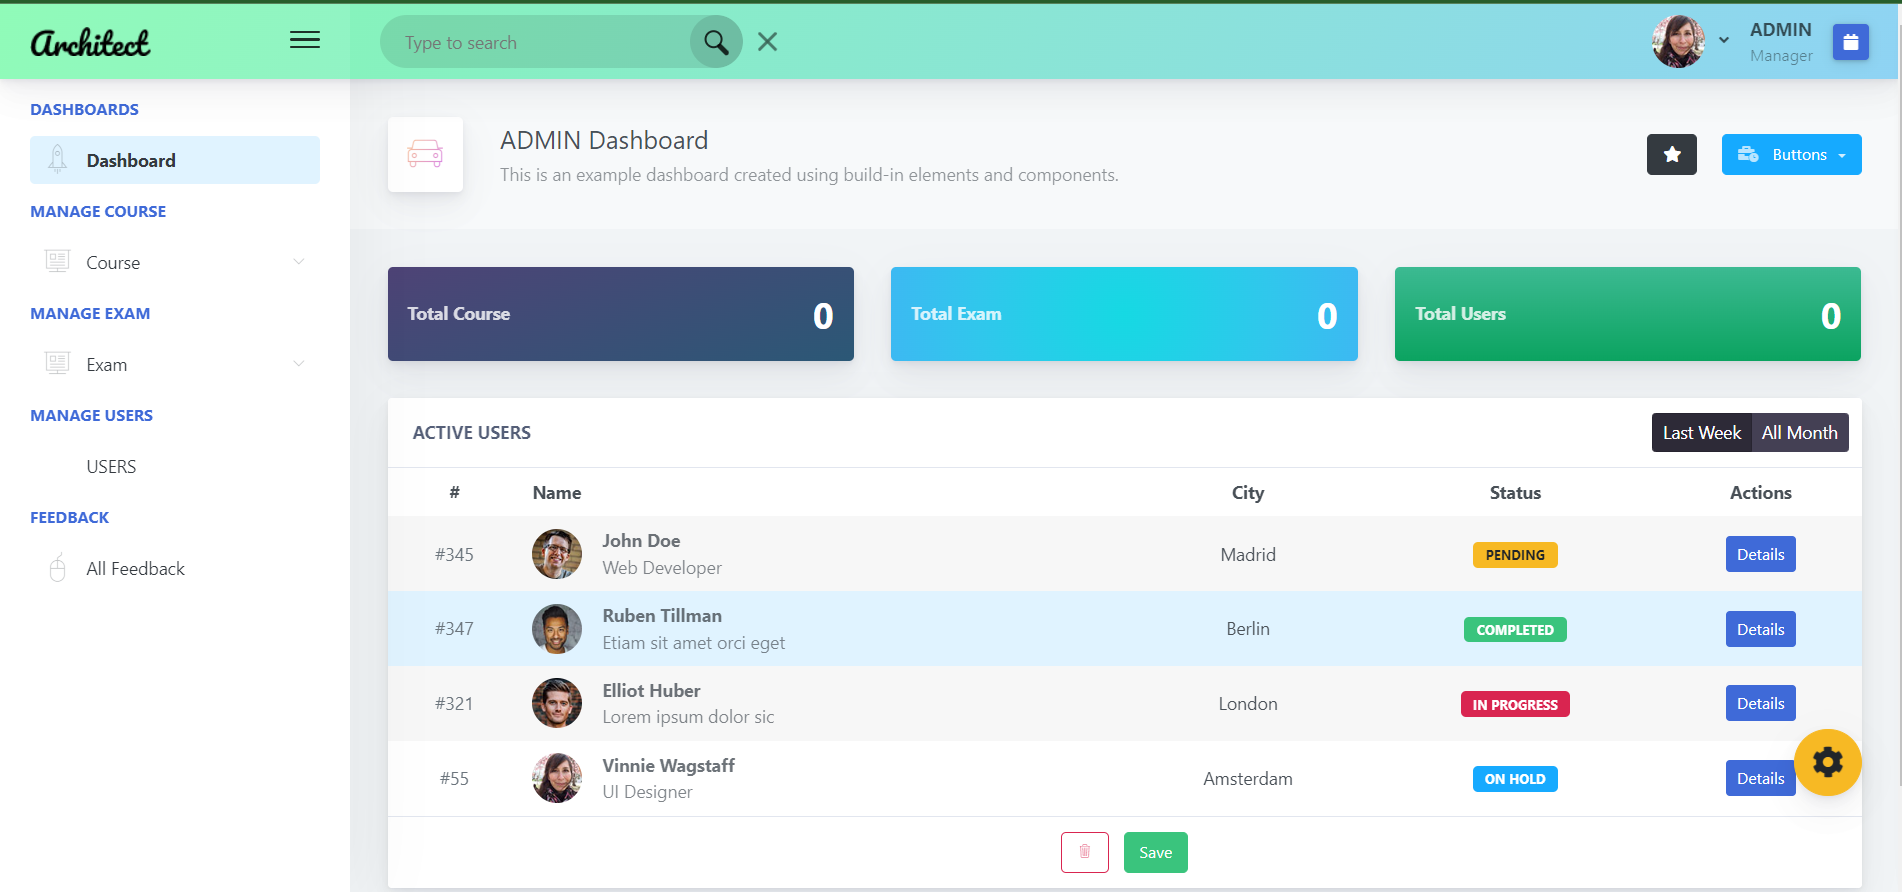 Architect
Type to search
ADMIN
Manager
DASHBOARDS
Dashboard
MANAGE COURSE
Course
MANAGE EXAM
Exam
MANAGE USERS
USERS
FEEDBACK
All Feedback
ADMIN Dashboard
This is an example dashboard created using build-in elements and components.
Buttons
Total Course 0
Total Exam 0
Total Users 0
ACTIVE USERS
Last Week All Month
# Name City Status Actions
#345 John Doe Madrid PENDING Details
Web Developer
#347 Ruben Tillman Berlin COMPLETED Details
Etiam sit amet orci eget
#321 Elliot Huber London IN PROGRESS Details
Lorem ipsum dolor sic
#55 Vinnie Wagstaff Amsterdam ON HOLD Details
UI Designer
Save